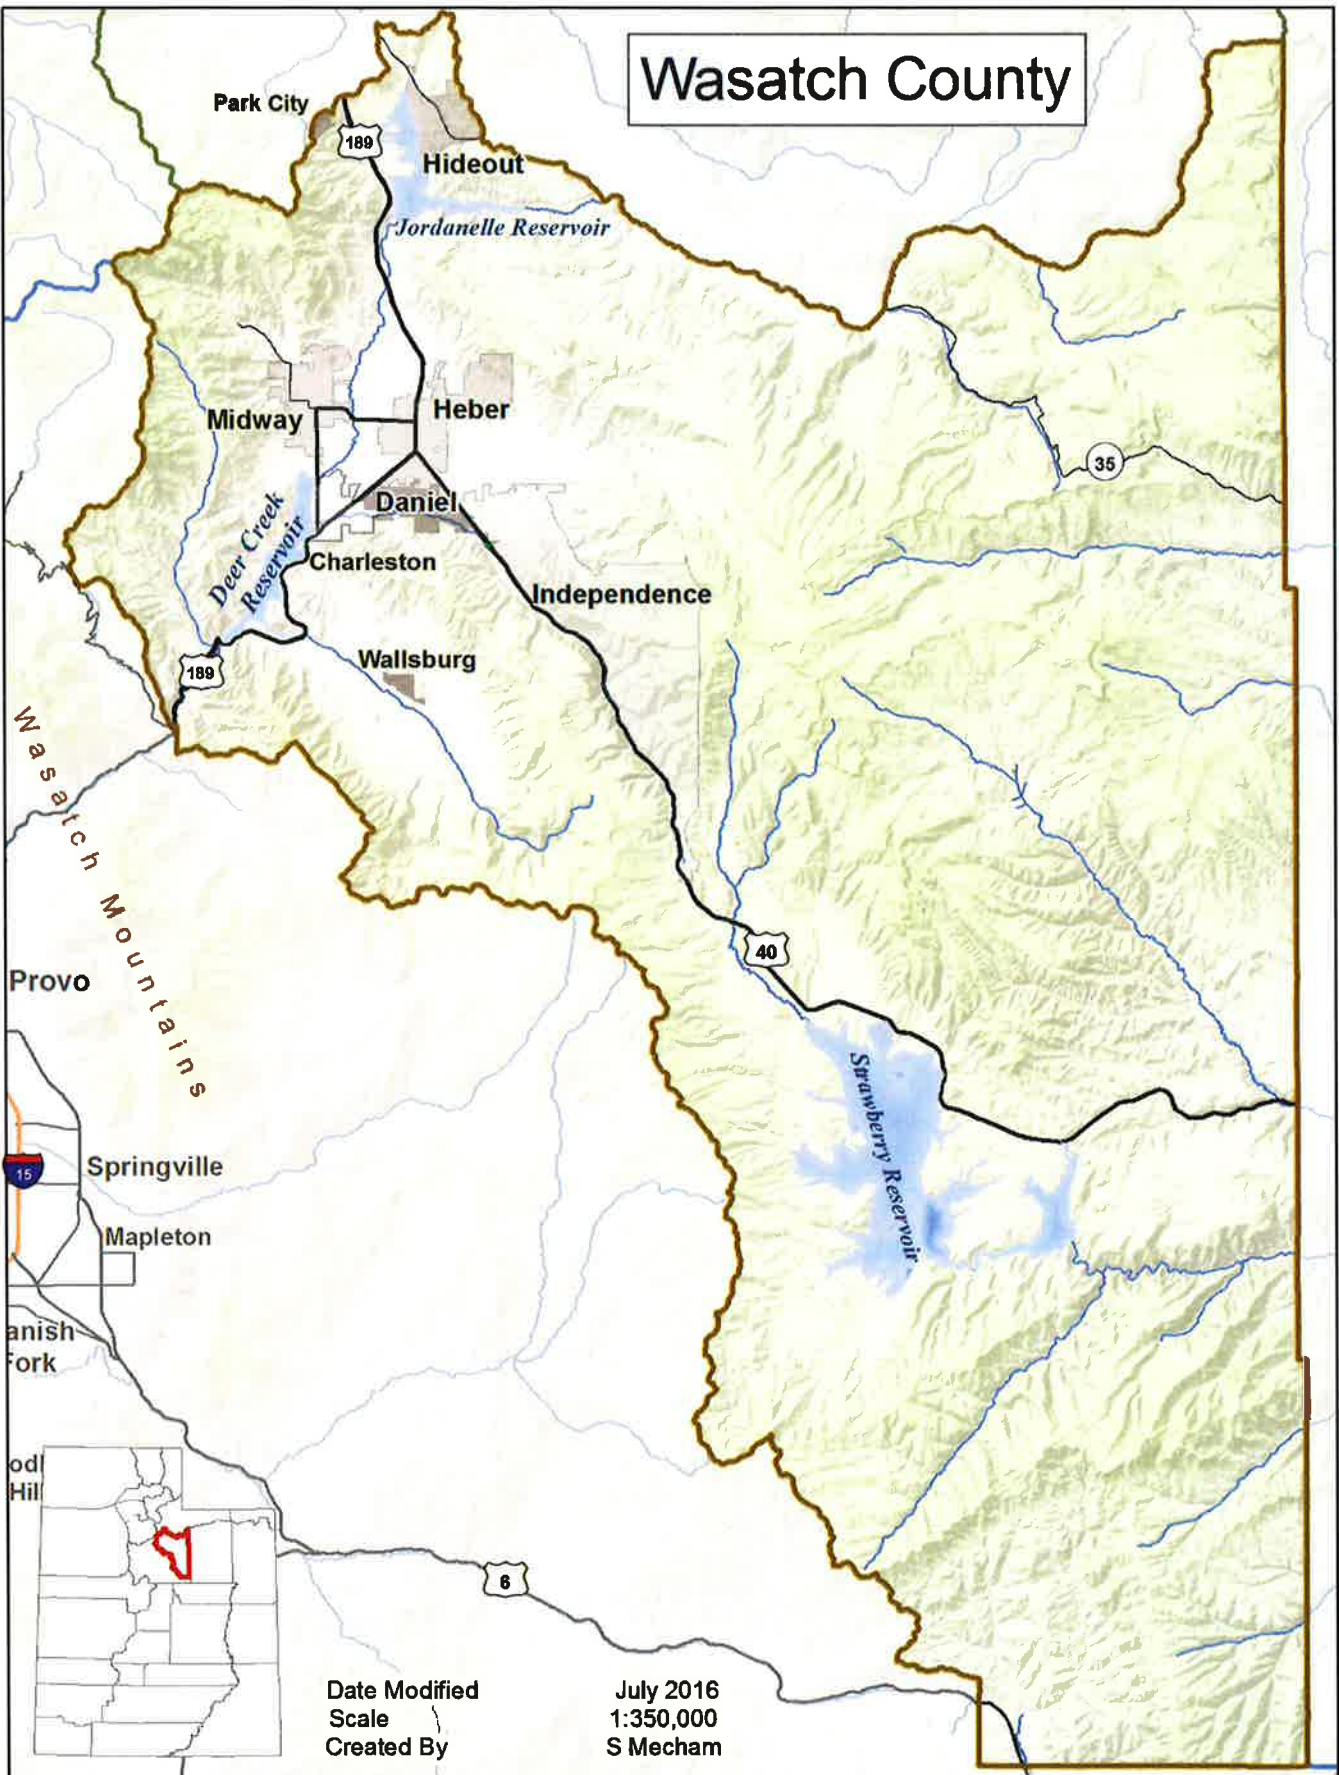 Wasatch County
Park City
189
Hideout
Jordanelle Reservoir
Midway
Heber
35
Daniel
Deer Creek
Reservoir
Charleston
Independence
Wallsburg
189
Wasatch Mountains
40
Provo
Strawberry Reservoir
15
Springville
Mapleton
anish
Fork
od
Hil
6
Date Modified July 2016
Scale 1:350,000
Created By S Mecham